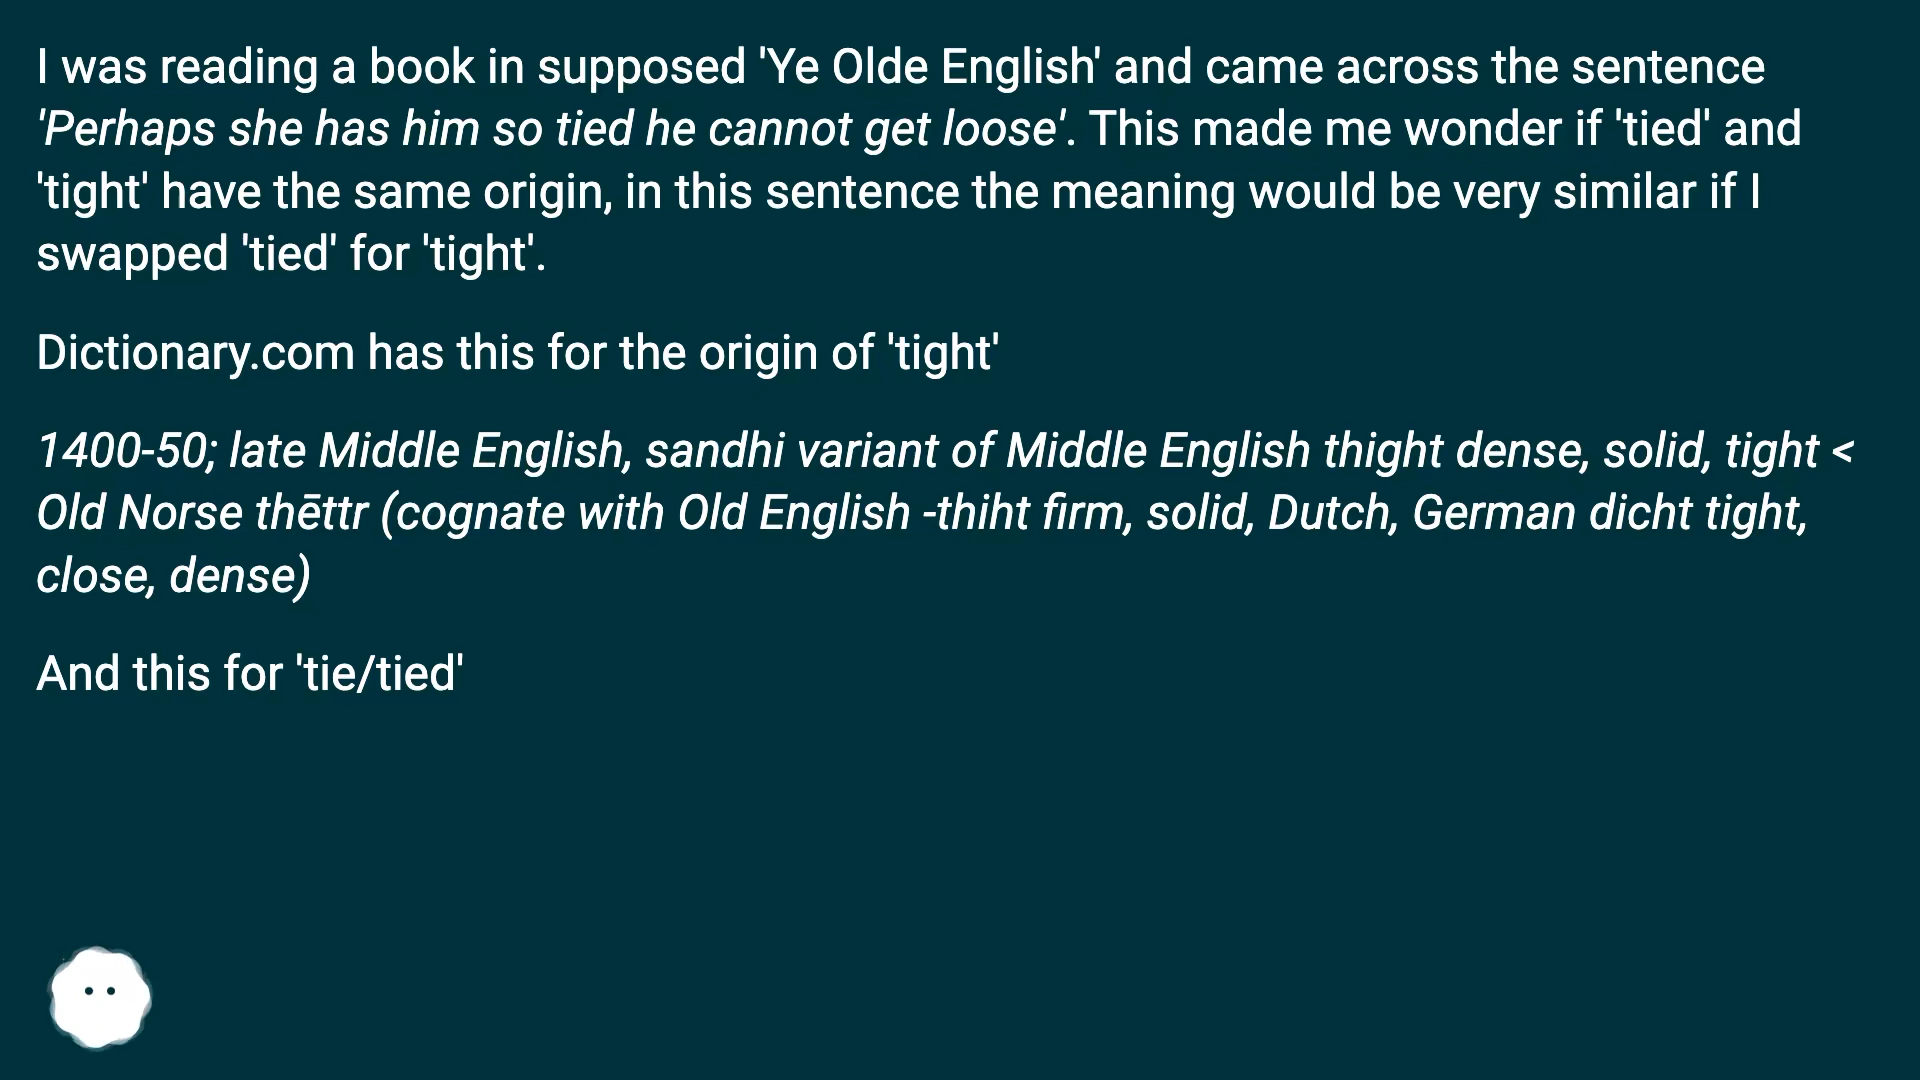 I was reading a book in supposed 'Ye Olde English' and came across the sentence
'Perhaps she has him so tied he cannot get loose'. This made me wonder if 'tied' and
'tight' have the same origin, in this sentence the meaning would be very similar if I
swapped 'tied' for 'tight'.
Dictionary.com has this for the origin of 'tight'
1400-50; late Middle English, sandhi variant of Middle English thight dense, solid, tight <
Old Norse thēttr (cognate with Old English -thiht firm, solid, Dutch, German dicht tight,
close, dense)
And this for 'tie/tied'